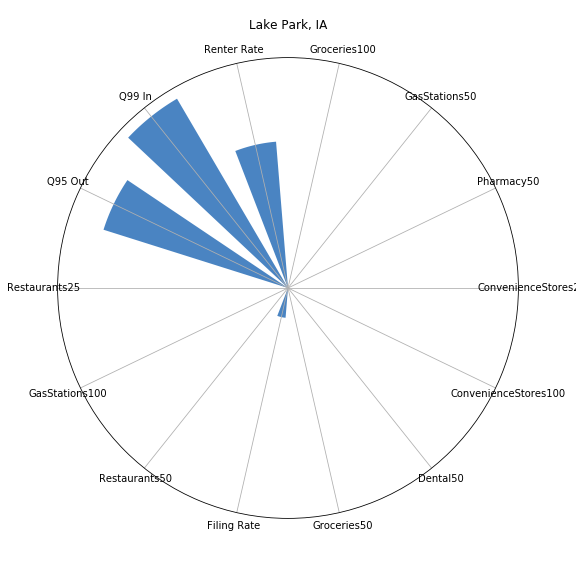 Lake Park, IA
Renter Rate
Groceries100
Q99 In
GasStations50
Q95 Out
Pharmacy50
Restaurants25
ConvenienceStores2
GasStations100
ConvenienceStores100
Restaurants50
Dental50
Filing Rate
Groceries50